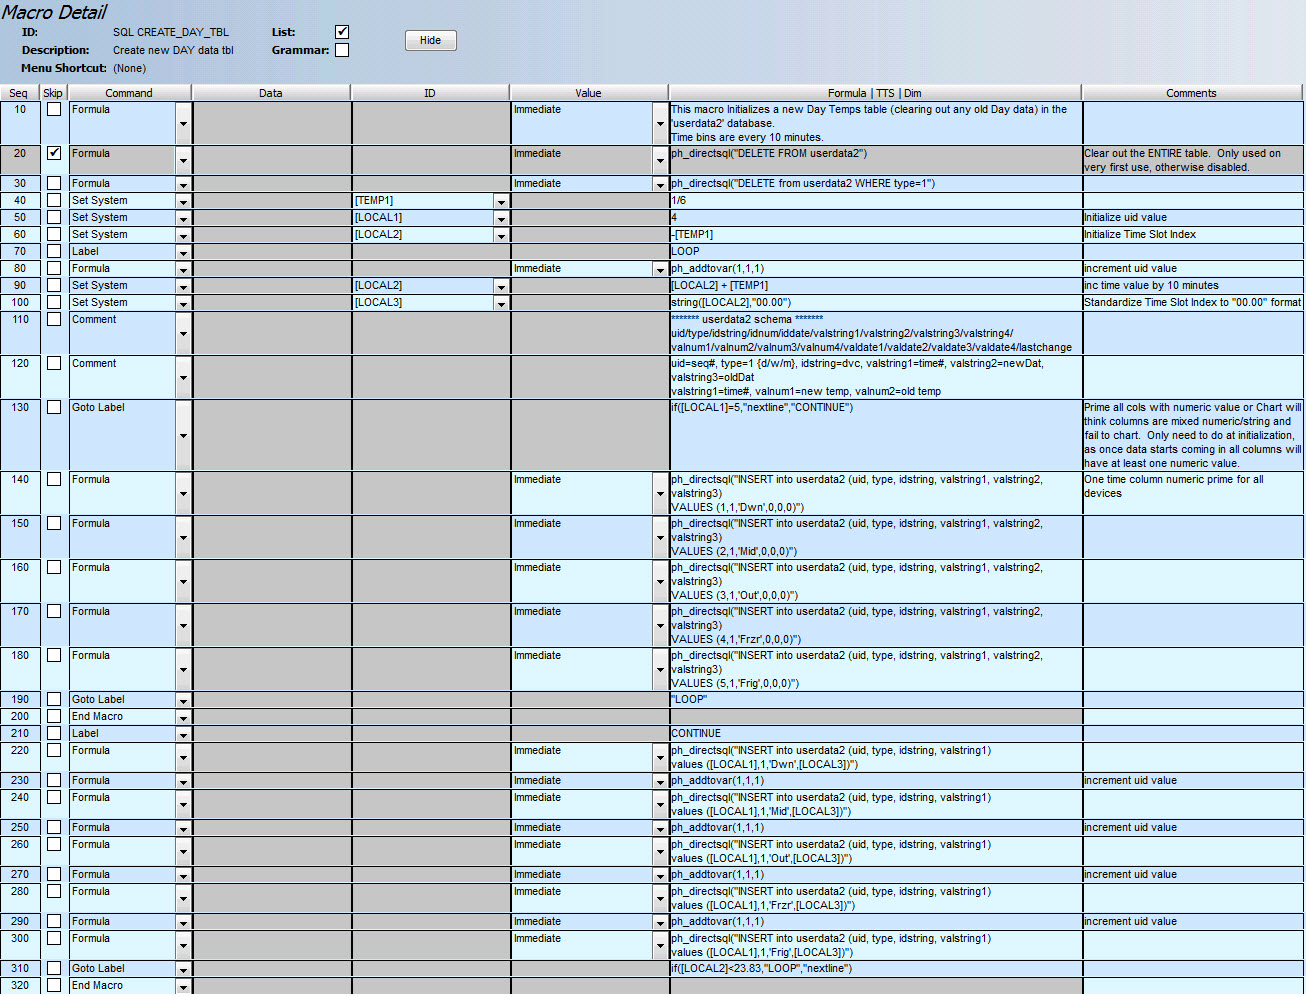 Macro Detail
ID: SQL CREATE_DAY_TBL List:
Description: Create new DAY data tbl Grammar:
Hide
Menu Shortcut: (None)
Seq Skip Command Data ID Value Formula | TTS | Dim Comments
10 Formula Immediate This macro Initializes a new Day Temps table (clearing out any old Day data) in the
'userdata2' database.
Time bins are every 10 minutes.
20 Formula Immediate ph_directsql("DELETE FROM userdata2") Clear out the ENTIRE table. Only used on
very first use, otherwise disabled.
30 Formula Immediate ph_directsql("DELETE from userdata2 WHERE type=1")
40 Set System [TEMP1] 1/6
50 Set System [LOCAL1] 4 Initialize uid value
60 Set System [LOCAL2] -[TEMP1] Initialize Time Slot Index
70 Label LOOP
80 Formula Immediate ph_addtovar(1,1,1) increment uid value
90 Set System [LOCAL2] [LOCAL2] + [TEMP1] inc time value by 10 minutes
100 Set System [LOCAL3] string([LOCAL2],"00.00") Standardize Time Slot Index to "00.00" format
110 Comment ******* userdata2 schema *******
uid/type/idstring/idnum/iddate/valstring1/valstring2/valstring3/valstring4/
valnum1/valnum2/valnum3/valnum4/valdate1/valdate2/valdate3/valdate4/lastchange
120 Comment uid=seq#, type=1 {d/w/m}, idstring=dvc, valstring1=time#, valstring2=newDat,
valstring3=oldDat
valstring1=time#, valnum1=new temp, valnum2=old temp
130 Goto Label if([LOCAL1]=5,"nextline","CONTINUE") Prime all cols with numeric value or Chart will
think columns are mixed numeric/string and
fail to chart. Only need to do at initialization,
as once data starts coming in all columns will
have at least one numeric value.
140 Formula Immediate ph_directsql("INSERT into userdata2 (uid, type, idstring, valstring1, valstring2, One time column numeric prime for all
valstring3) devices
VALUES (1,1,'Dwn',0,0,0)")
150 Formula Immediate ph_directsql("INSERT into userdata2 (uid, type, idstring, valstring1, valstring2,
valstring3)
VALUES (2,1,'Mid',0,0,0)")
160 Formula Immediate ph_directsql("INSERT into userdata2 (uid, type, idstring, valstring1, valstring2,
valstring3)
VALUES (3,1,'Out',0,0,0)")
170 Formula Immediate ph_directsql("INSERT into userdata2 (uid, type, idstring, valstring1, valstring2,
valstring3)
VALUES (4,1,'Frzr',0,0,0)")
180 Formula Immediate ph_directsql("INSERT into userdata2 (uid, type, idstring, valstring1, valstring2,
valstring3)
VALUES (5,1,'Frig',0,0,0)")
190 Goto Label "LOOP"
200 End Macro
210 Label CONTINUE
220 Formula Immediate ph_directsql("INSERT into userdata2 (uid, type, idstring, valstring1)
values ([LOCAL1],1,'Dwn',[LOCAL3])")
230 Formula Immediate ph_addtovar(1,1,1) increment uid value
240 Formula Immediate ph_directsql("INSERT into userdata2 (uid, type, idstring, valstring1)
values ([LOCAL1],1,'Mid',[LOCAL3])")
250 Formula Immediate ph_addtovar(1,1,1) increment uid value
260 Formula Immediate ph_directsql("INSERT into userdata2 (uid, type, idstring, valstring1)
values ([LOCAL1],1,'Out',[LOCAL3])")
270 Formula Immediate ph_addtovar(1,1,1) increment uid value
280 Formula Immediate ph_directsql("INSERT into userdata2 (uid, type, idstring, valstring1)
values ([LOCAL1],1,'Frzr',[LOCAL3])")
290 Formula Immediate ph_addtovar(1,1,1) increment uid value
300 Formula Immediate ph_directsql("INSERT into userdata2 (uid, type, idstring, valstring1)
values ([LOCAL1],1,'Frig',[LOCAL3])")
310 Goto Label if([LOCAL2]<23.83,"LOOP","nextline")
320 End Macro